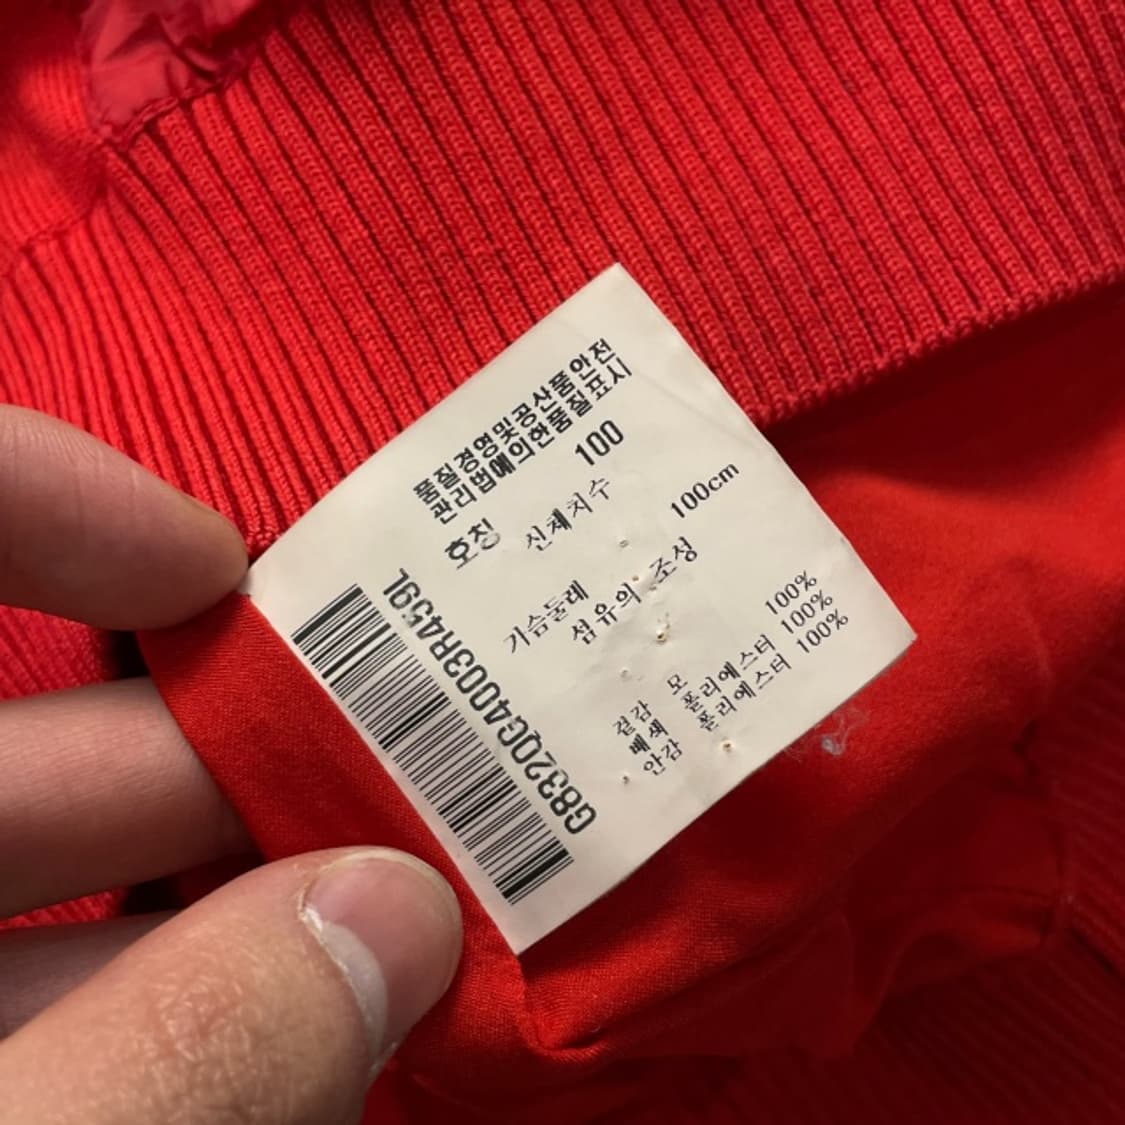 품질경영및공산품안전
관리법에의한품질표시
호칭 100
신체치수
가슴둘레 100cm
섬유의 조성
겉감 모 100%
배색 폴리에스터 100%
안감 폴리에스터 100%
G832QG4003R459L